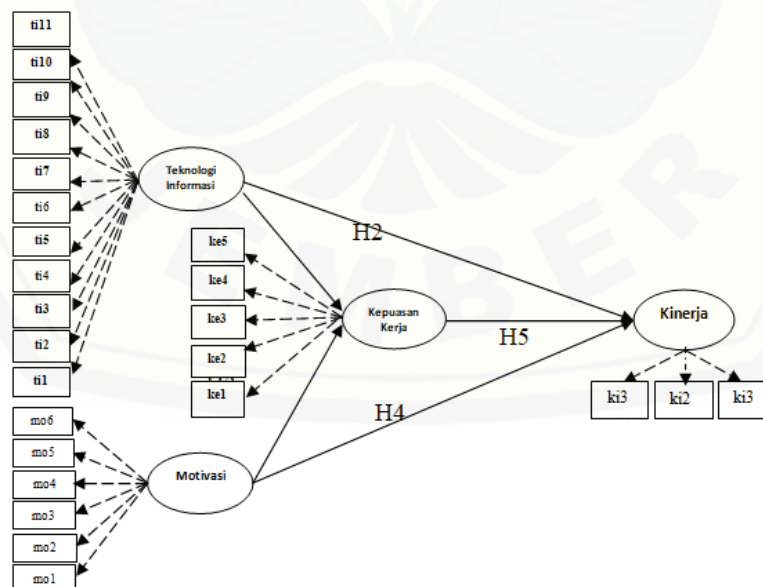 ti11
ti10
ti9
ti8
ti7
ti6
ti5
ti4
ti3
ti2
ti1
Teknologi
Informasi
H2
ke5
ke4
ke3
ke2
ke1
Kepuasan
Kerja
H5
Kinerja
ki3
ki2
ki3
H4
mo6
mo5
mo4
mo3
mo2
mo1
Motivasi
EMBER